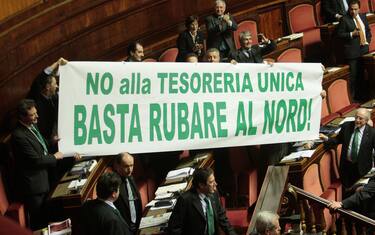 NO alla TESORERIA UNICA
BASTA RUBARE AL NORD!